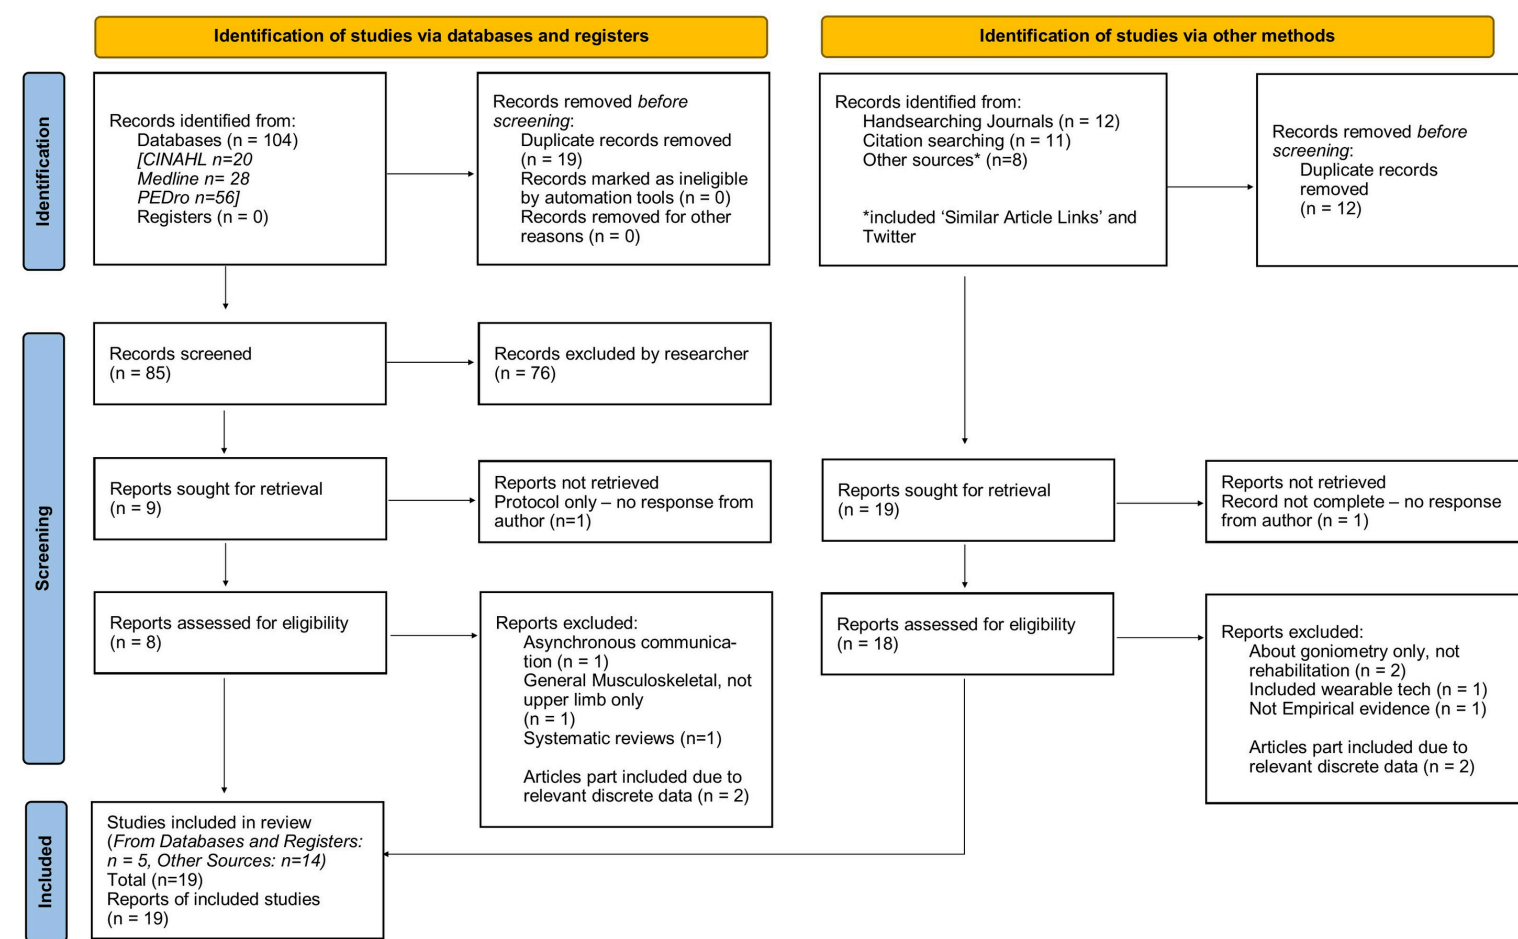 Identification of studies via databases and registers
Identification of studies via other methods
Identification
Records identified from:
Databases (n = 104)
[CINAHL n=20
Medline n= 28
PEDro n=56]
Registers (n = 0)
Records removed before
screening:
Duplicate records removed
(n = 19)
Records marked as ineligible
by automation tools (n = 0)
Records removed for other
reasons (n = 0)
Records identified from:
Handsearching Journals (n = 12)
Citation searching (n = 11)
Other sources* (n=8)
*included ‘Similar Article Links’ and
Twitter
Records removed before
screening:
Duplicate records
removed
(n = 12)
Screening
Records screened
(n = 85)
Records excluded by researcher
(n = 76)
Reports sought for retrieval
(n = 9)
Reports not retrieved
Protocol only – no response from
author (n=1)
Reports sought for retrieval
(n = 19)
Reports not retrieved
Record not complete – no response
from author (n = 1)
Reports assessed for eligibility
(n = 8)
Reports excluded:
Asynchronous communica-
tion (n = 1)
General Musculoskeletal, not
upper limb only
(n = 1)
Systematic reviews (n=1)
Articles part included due to
relevant discrete data (n = 2)
Reports assessed for eligibility
(n = 18)
Reports excluded:
About goniometry only, not
rehabilitation (n = 2)
Included wearable tech (n = 1)
Not Empirical evidence (n = 1)
Articles part included due to
relevant discrete data (n = 2)
Included
Studies included in review
(From Databases and Registers:
n = 5, Other Sources: n=14)
Total (n=19)
Reports of included studies
(n = 19)